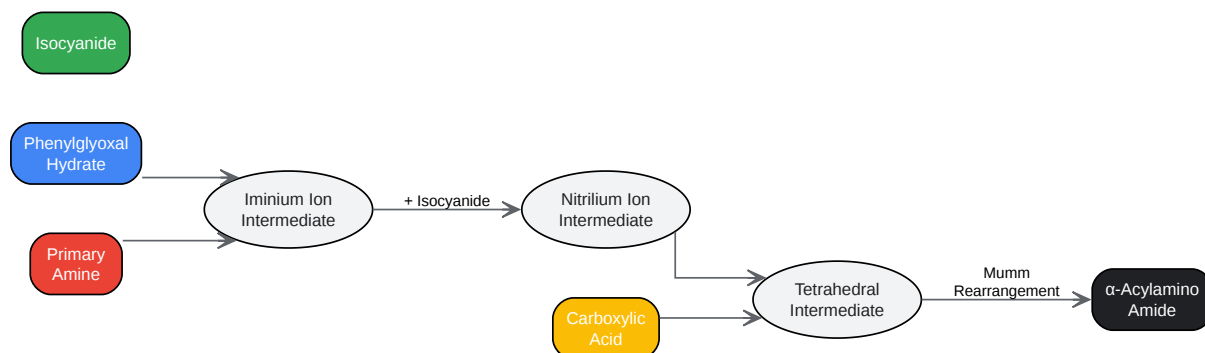 Isocyanide
Phenylglyoxal
Hydrate
Primary
Amine
Iminium Ion
Intermediate
+ Isocyanide
Nitrilium Ion
Intermediate
Carboxylic
Acid
Tetrahedral
Intermediate
Mumm
Rearrangement
α-Acylamino
Amide